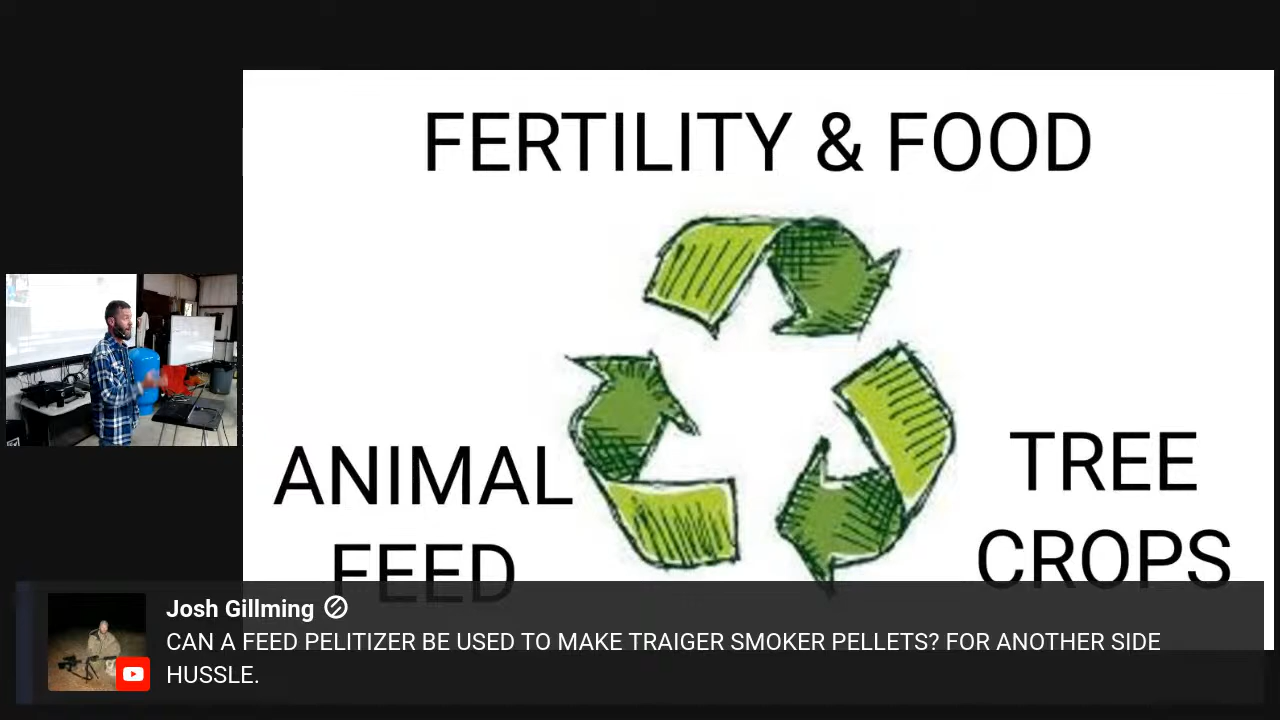 FERTILITY & FOOD
ANIMAL
FEED
TREE
CROPS
Josh Gillming
CAN A FEED PELITIZER BE USED TO MAKE TRAIGER SMOKER PELLETS? FOR ANOTHER SIDE
HUSSLE.